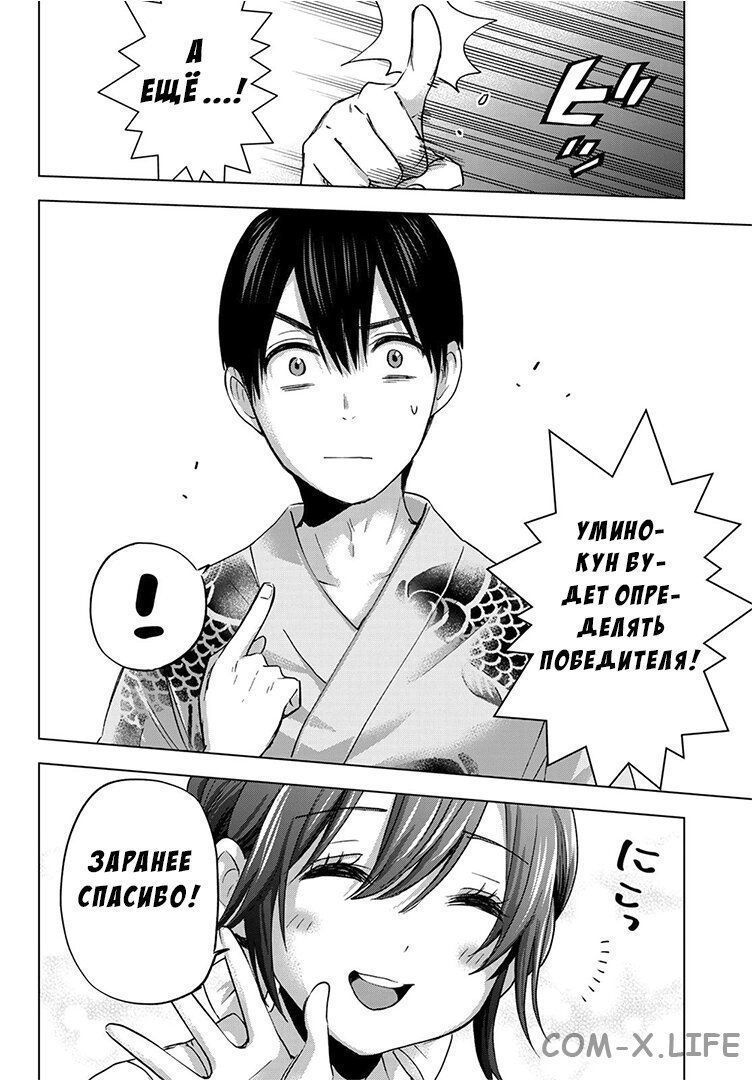 А
ЕЩЁ...!
ビッ
УМИНО-
КУН БУ-
ДЕТ ОПРЕ-
ДЕЛЯТЬ
ПОБЕДИТЕЛЯ!
!
ЗАРАНЕЕ
СПАСИБО!
にこっ
COM-X.LIFE